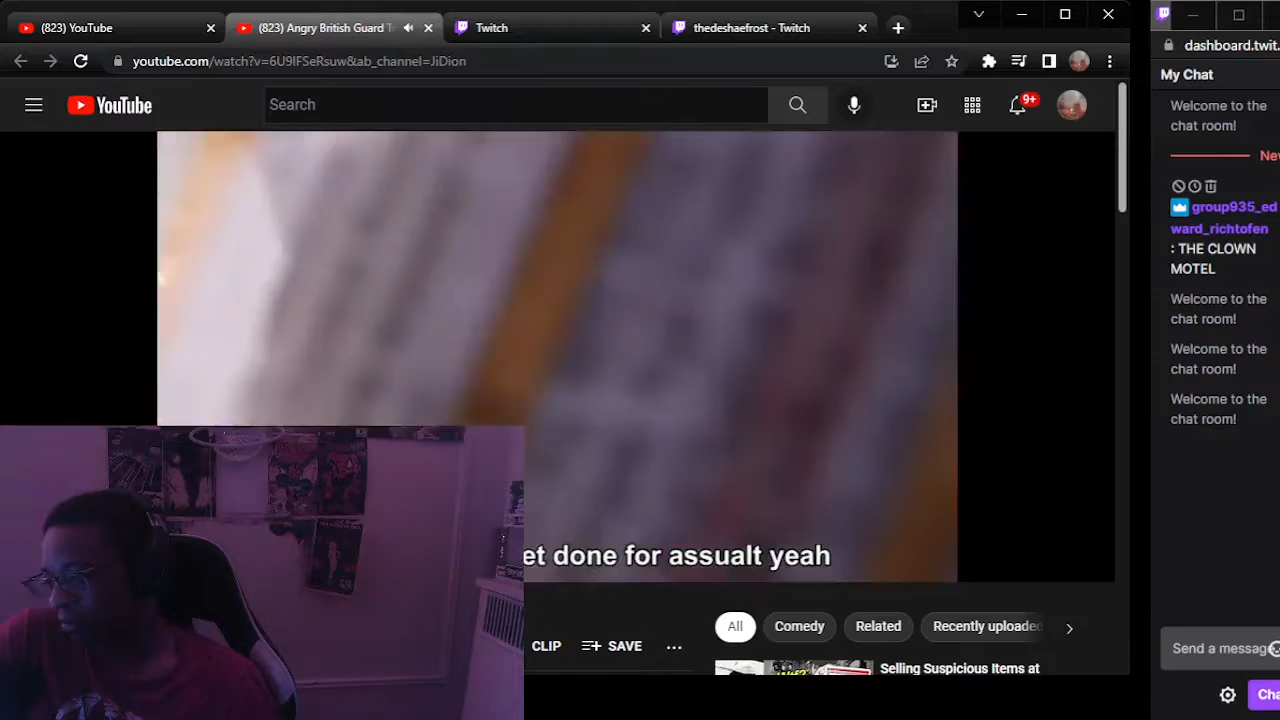 (823) YouTube
(823) Angry British Guard T
Twitch
thedeshaefrost - Twitch
youtube.com/watch?v=6U9IFSeRsuw&ab_channel=JiDion
dashboard.twit.
YouTube
Search
9+
My Chat
Welcome to the
chat room!
Nev
group935_ed
ward_richtofen
: THE CLOWN
MOTEL
Welcome to the
chat room!
Welcome to the
chat room!
Welcome to the
chat room!
et done for assualt yeah
All
Comedy
Related
Recently uploaded
CLIP
SAVE
Selling Suspicious Items at
Send a message
Cha